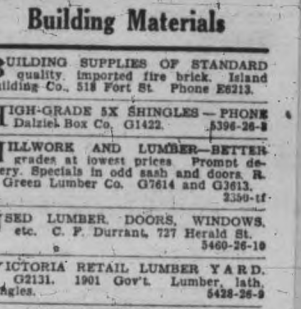 Building Materials
BUILDING SUPPLIES OF STANDARD
quality, imported fire brick. Island
ilding Co., 518 Fort St. Phone E6213.
HIGH-GRADE 5X SHINGLES — PHONE
Dalziel Box Co. G1422. 5396-26-8
ILLWORK AND LUMBER—BETTER
grades at lowest prices. Prompt de-
ery. Specials in odd sash and doors. R.
Green Lumber Co. G7614 and G3613.
2350-tf
SED LUMBER, DOORS, WINDOWS,
etc. C. F. Durrant, 727 Herald St.
5460-26-10
VICTORIA RETAIL LUMBER YARD.
G2131. 1901 Gov't. Lumber, lath,
ngles. 5428-26-9